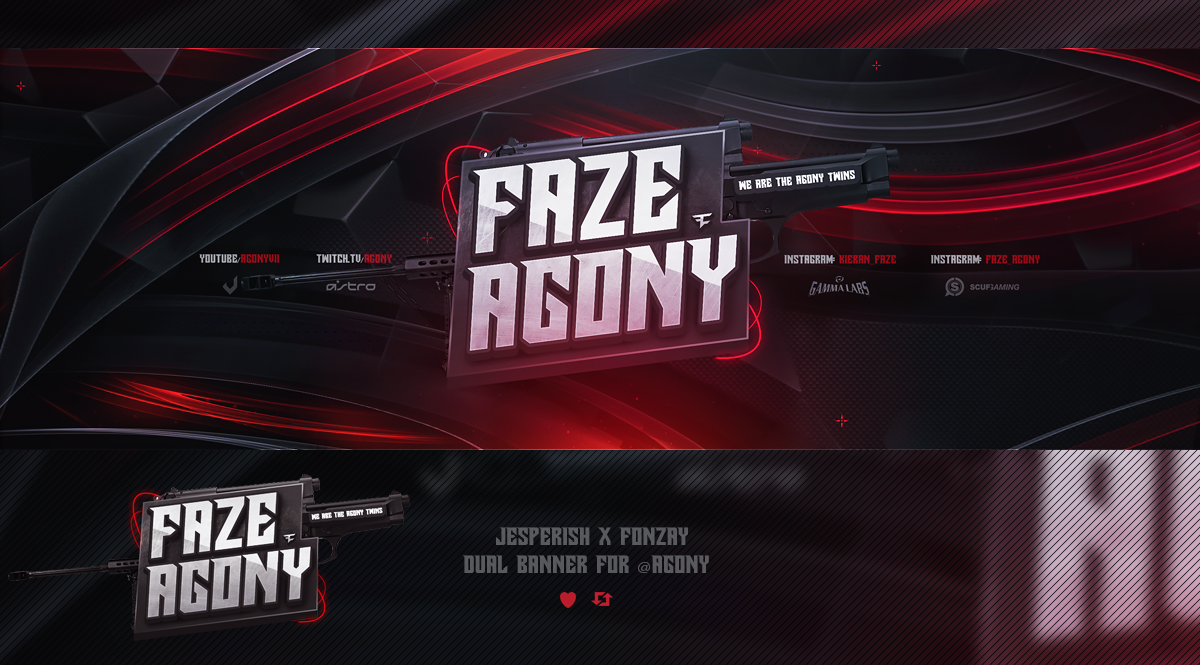 FAZE
AGONY
WE ARE THE AGONY TWINS
YOUTUBE/AGONYVII
TWITCH.TV/AGONY
INSTAGRAM: KIERAN_FAZE
INSTAGRAM: FAZE_AGONY
astro
GAMMA LABS
SCUFGAMING
FAZE
AGONY
WE ARE THE AGONY TWINS
JESPERISH X FONZAY
DUAL BANNER FOR @AGONY